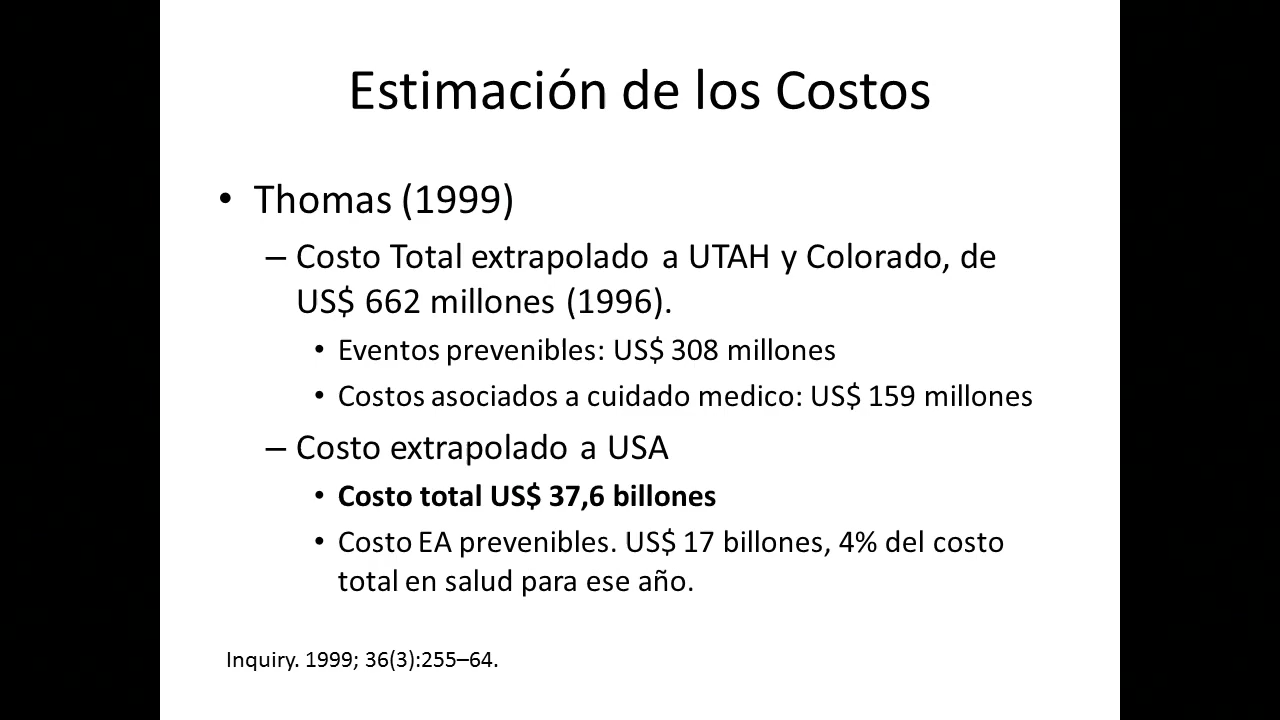 Estimación de los Costos
• Thomas (1999)
– Costo Total extrapolado a UTAH y Colorado, de
US$ 662 millones (1996).
• Eventos prevenibles: US$ 308 millones
• Costos asociados a cuidado medico: US$ 159 millones
– Costo extrapolado a USA
• Costo total US$ 37,6 billones
• Costo EA prevenibles. US$ 17 billones, 4% del costo
total en salud para ese año.
Inquiry. 1999; 36(3):255–64.